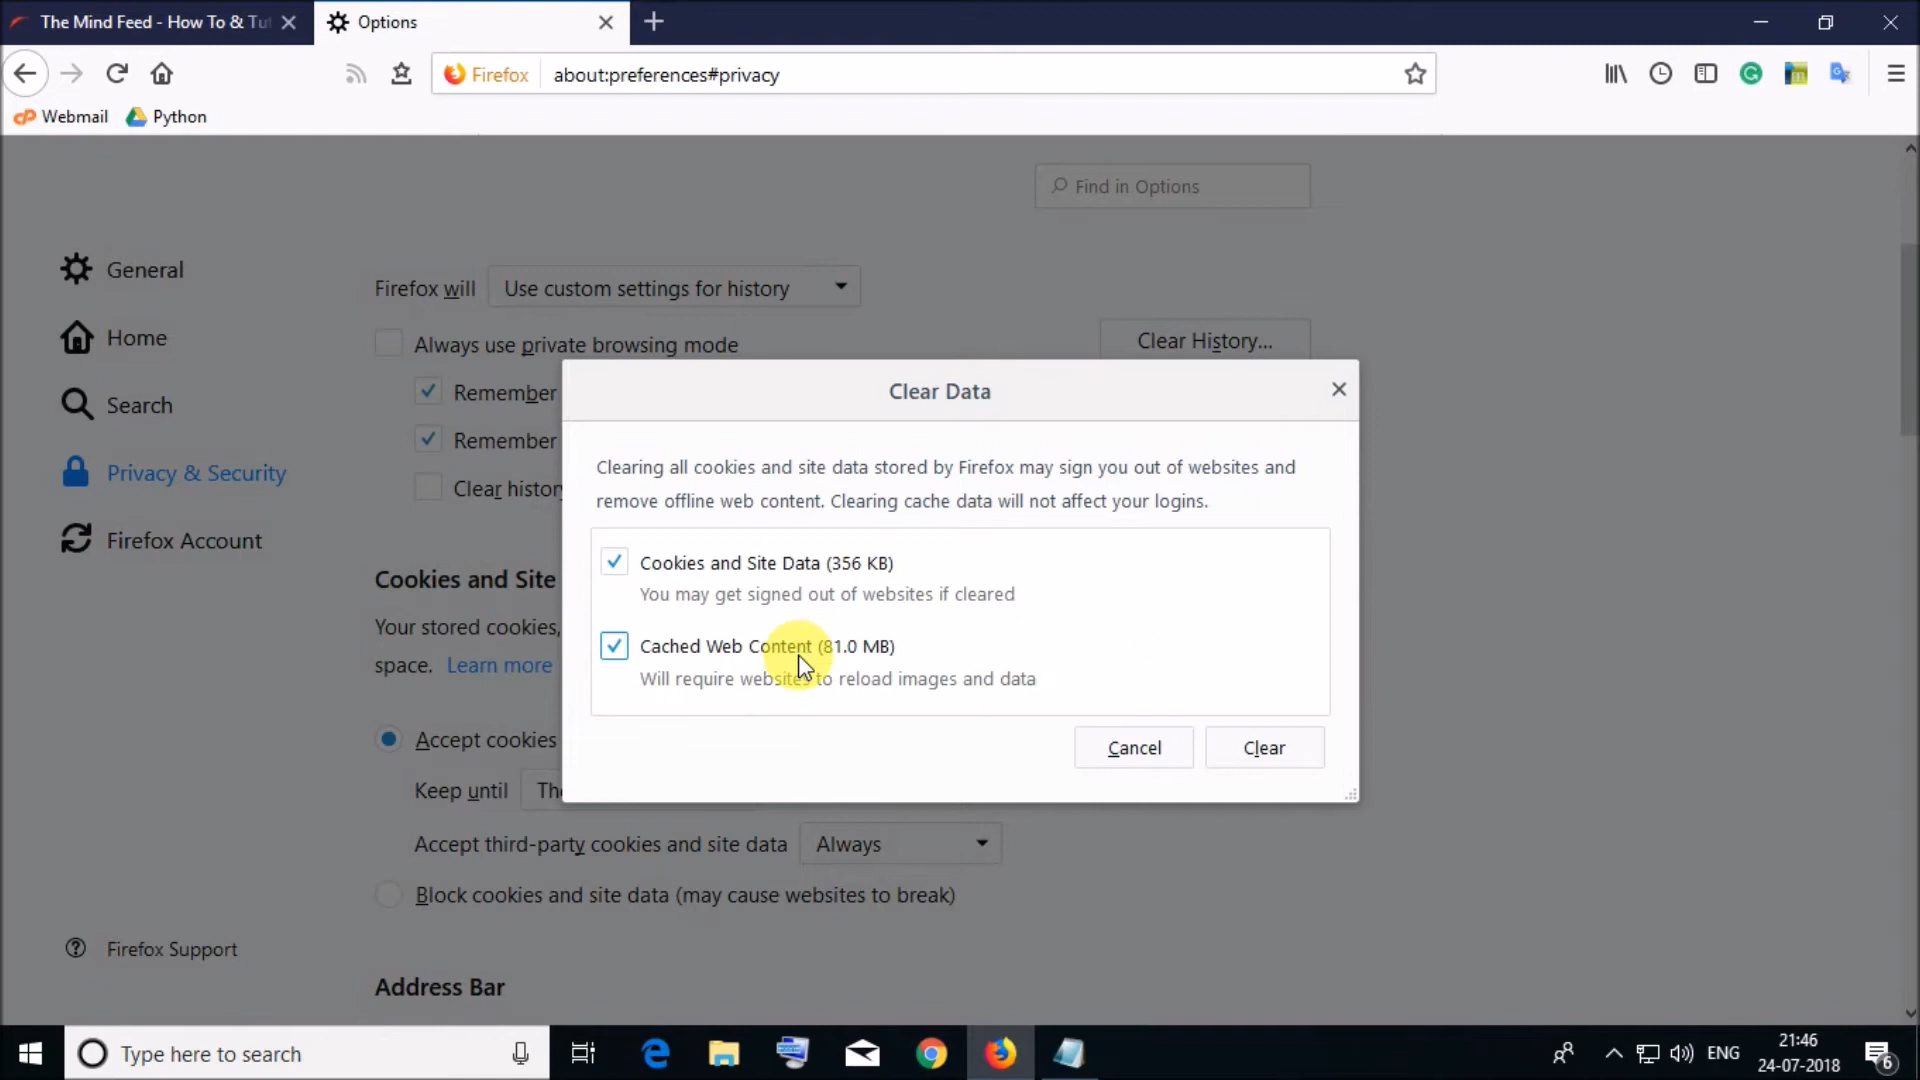 The Mind Feed - How To & Tut
Options
Firefox
about:preferences#privacy
Webmail
Python
Find in Options
General
Home
Search
Privacy & Security
Firefox Account
Firefox Support
Firefox will
Use custom settings for history
Always use private browsing mode
Clear History...
Remember
Remember
Clear history
Cookies and Site
Your stored cookies,
space. Learn more
Accept cookies
Keep until
The
Accept third-party cookies and site data
Always
Block cookies and site data (may cause websites to break)
Address Bar
Clear Data
Clearing all cookies and site data stored by Firefox may sign you out of websites and
remove offline web content. Clearing cache data will not affect your logins.
Cookies and Site Data (356 KB)
You may get signed out of websites if cleared
Cached Web Content (81.0 MB)
Will require websites to reload images and data
Cancel
Clear
Type here to search
ENG
21:46
24-07-2018
6